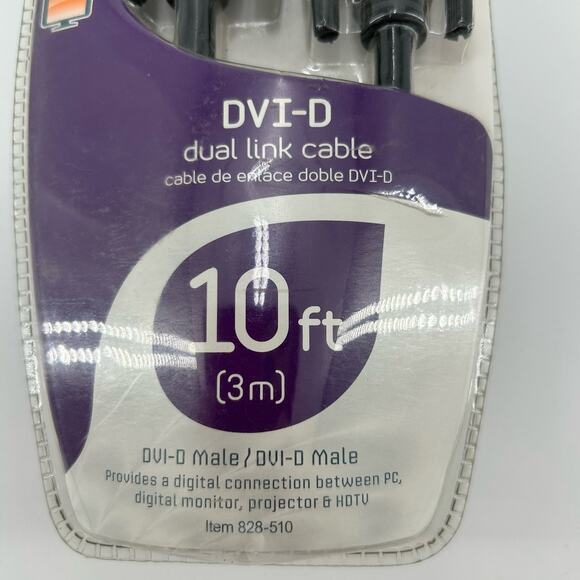 DVI-D
dual link cable
cable de enlace doble DVI-D
10ft
(3m)
DVI-D Male / DVI-D Male
Provides a digital connection between PC,
digital monitor, projector & HDTV
Item 828-510